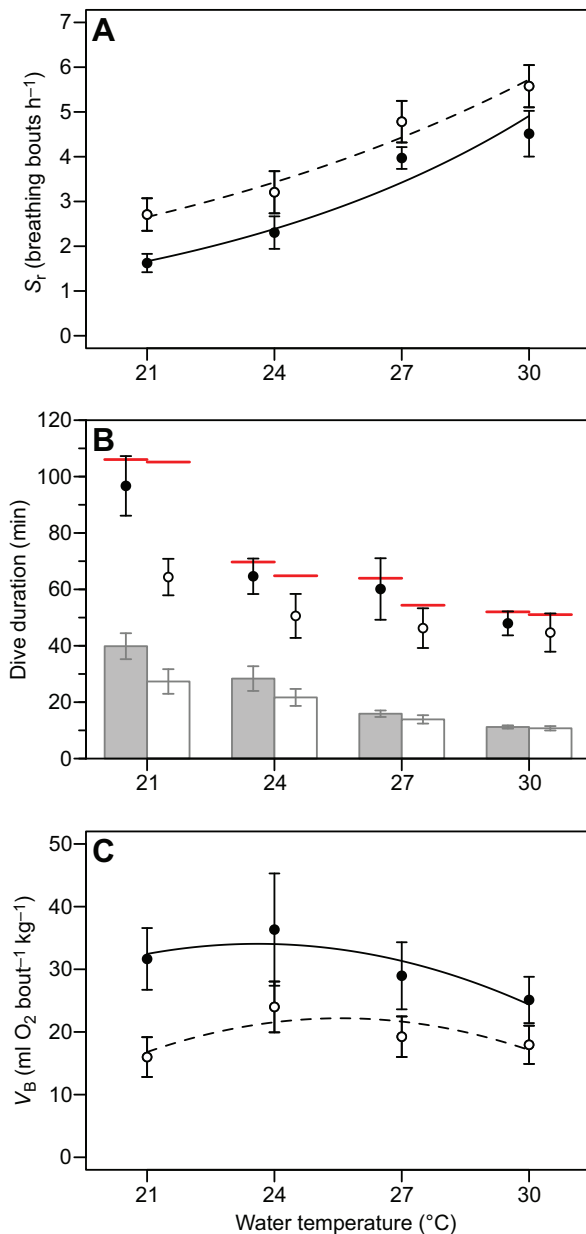 A
7
6
5
4
3
2
1
0
Sr (breathing bouts h–1)
21 24 27 30
B
120
100
80
60
40
20
0
Dive duration (min)
21 24 27 30
C
50
40
30
20
10
0
VB (ml O2 bout–1 kg–1)
21 24 27 30
Water temperature (°C)